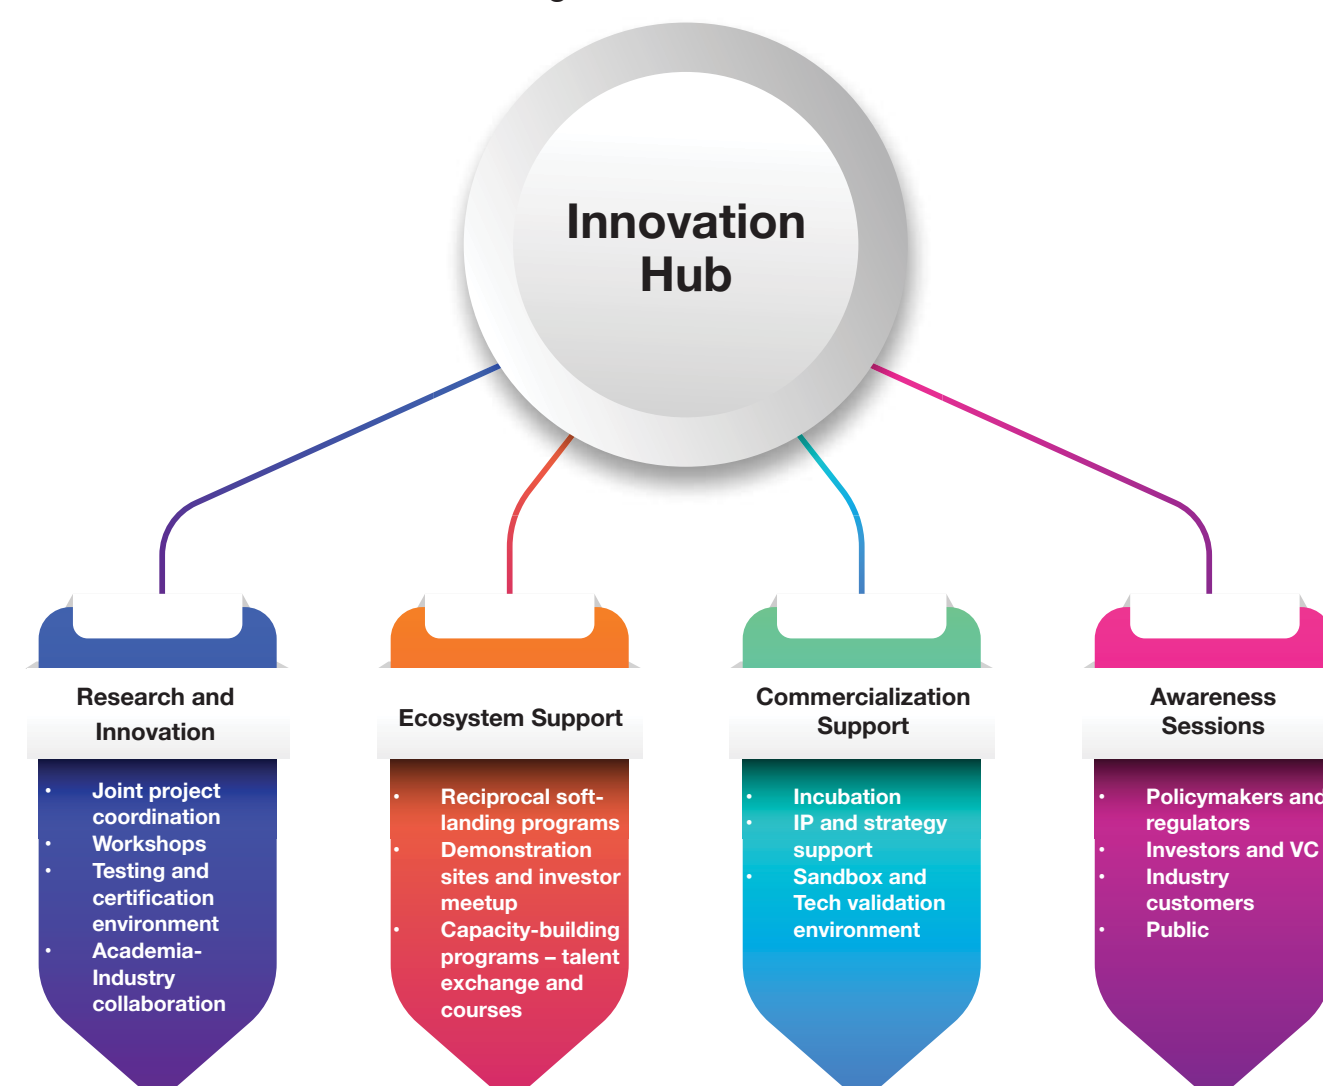 Innovation
Hub
Research and
Innovation
• Joint project
coordination
• Workshops
• Testing and
certification
environment
• Academia-
Industry
collaboration
Ecosystem Support
• Reciprocal soft-
landing programs
• Demonstration
sites and investor
meetup
• Capacity-building
programs – talent
exchange and
courses
Commercialization
Support
• Incubation
• IP and strategy
support
• Sandbox and
Tech validation
environment
Awareness
Sessions
• Policymakers and
regulators
• Investors and VC
• Industry
customers
• Public